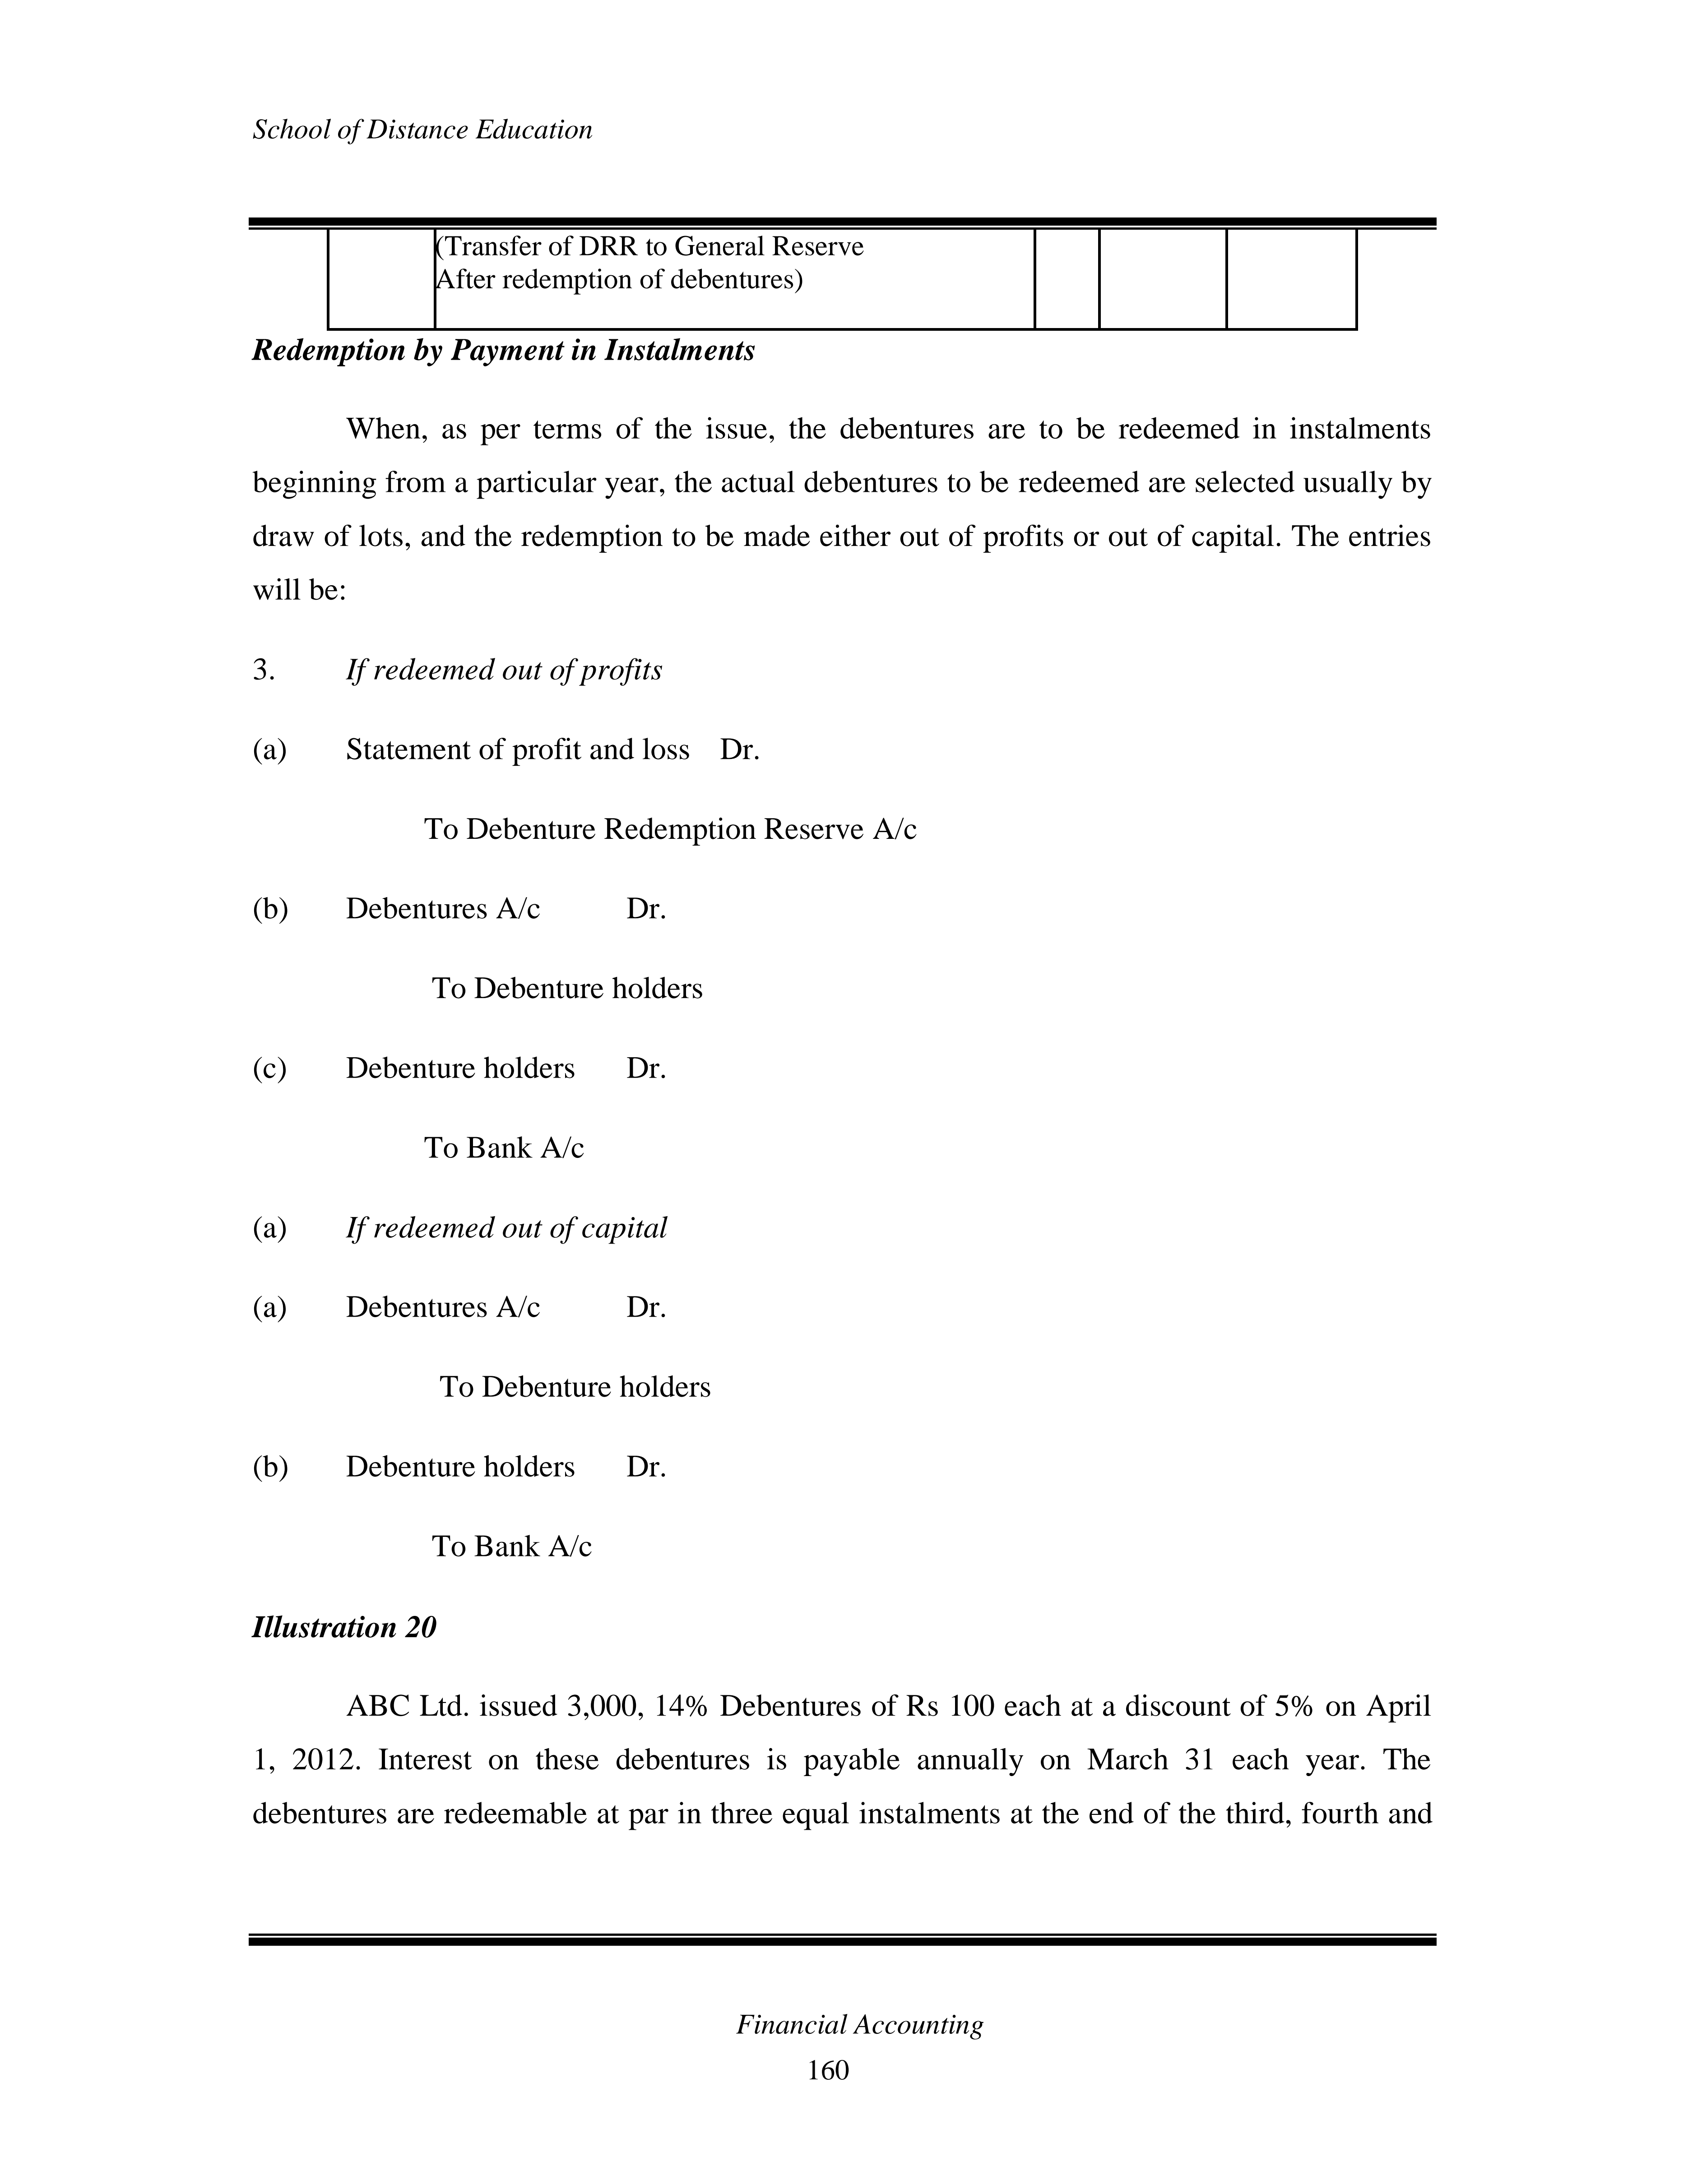 School of Distance Education
(Transfer of DRR to General Reserve
After redemption of debentures)
Redemption by Payment in Instalments
When, as per terms of the issue, the debentures are to be redeemed in instalments
beginning from a particular year, the actual debentures to be redeemed are selected usually by
draw of lots, and the redemption to be made either out of profits or out of capital. The entries
will be:
3. If redeemed out of profits
(a) Statement of profit and loss Dr.
To Debenture Redemption Reserve A/c
(b) Debentures A/c Dr.
To Debenture holders
(c) Debenture holders Dr.
To Bank A/c
(a) If redeemed out of capital
(a) Debentures A/c Dr.
To Debenture holders
(b) Debenture holders Dr.
To Bank A/c
Illustration 20
ABC Ltd. issued 3,000, 14% Debentures of Rs 100 each at a discount of 5% on April
1, 2012. Interest on these debentures is payable annually on March 31 each year. The
debentures are redeemable at par in three equal instalments at the end of the third, fourth and
Financial Accounting
160